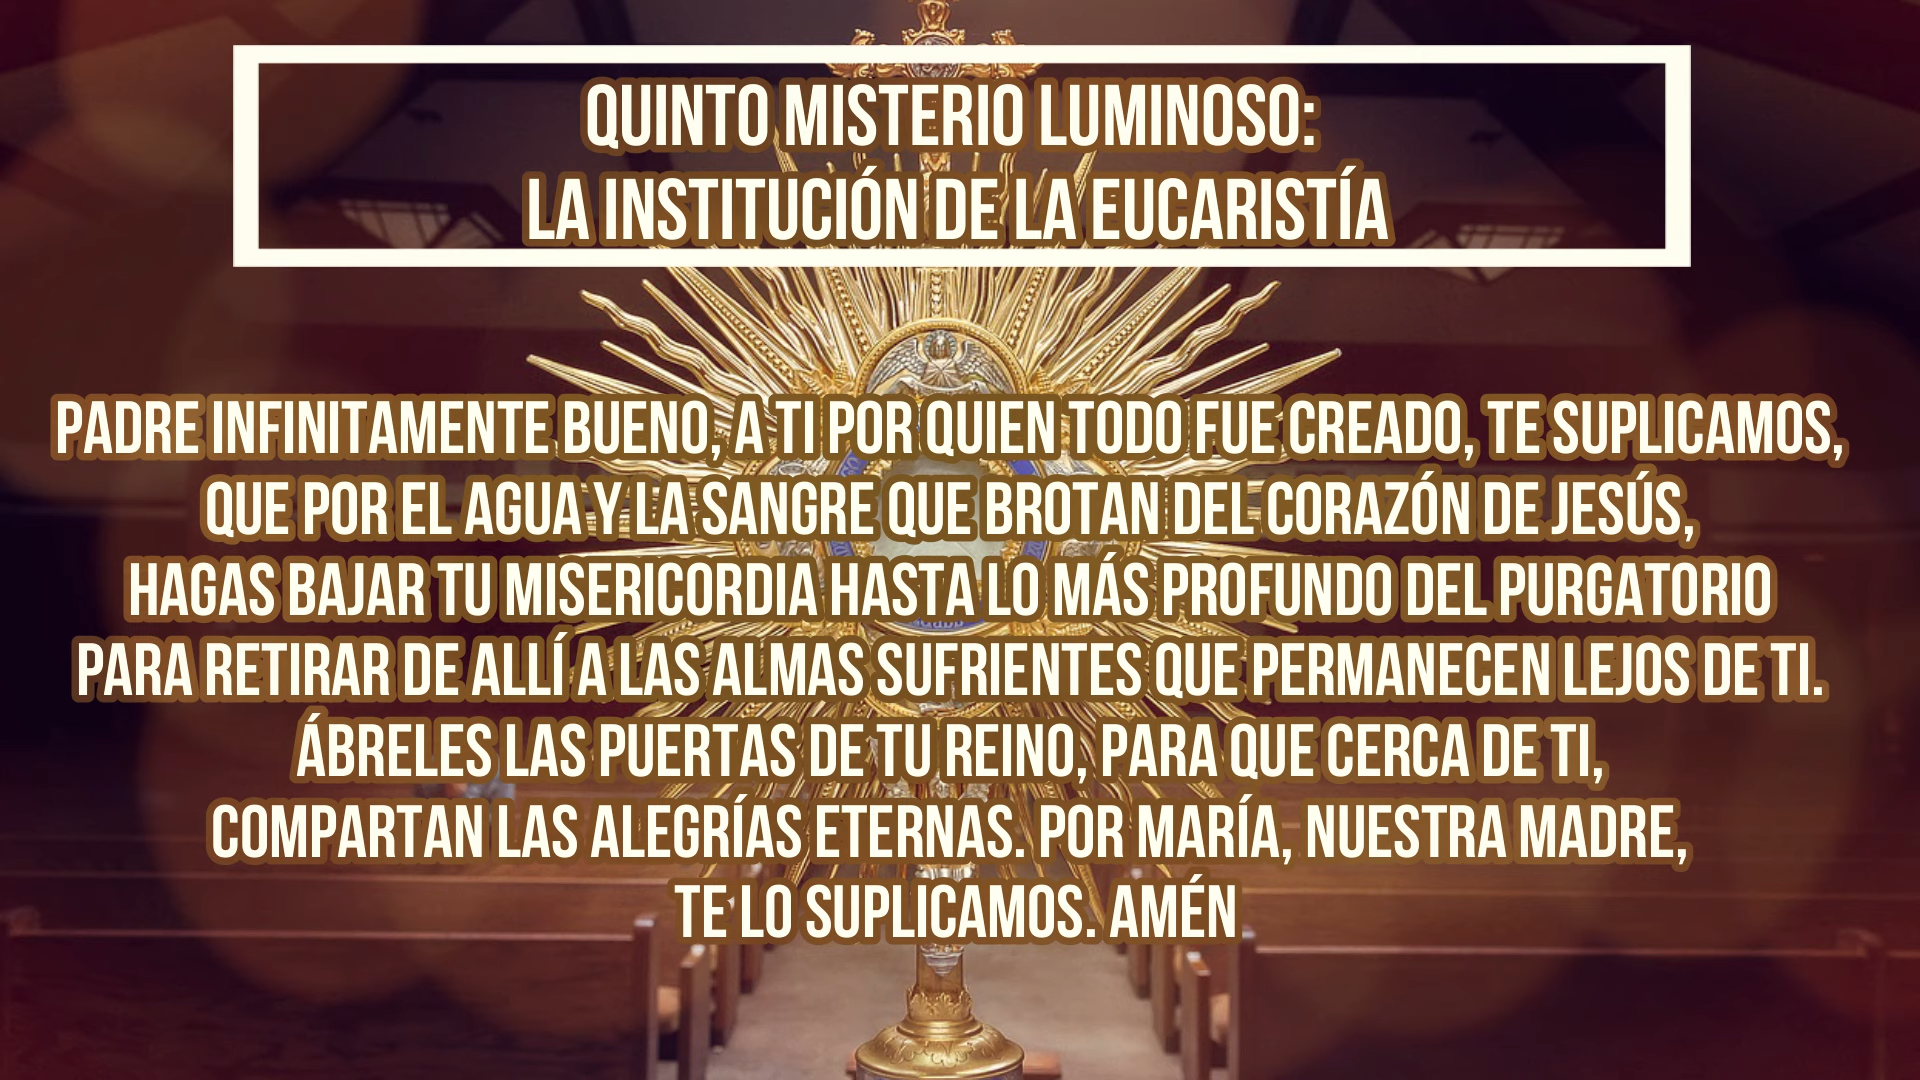 QUINTO MISTERIO LUMINOSO:
LA INSTITUCIÓN DE LA EUCARISTÍA
PADRE INFINITAMENTE BUENO, A TI POR QUIEN TODO FUE CREADO, TE SUPLICAMOS,
QUE POR EL AGUA Y LA SANGRE QUE BROTAN DEL CORAZÓN DE JESÚS,
HAGAS BAJAR TU MISERICORDIA HASTA LO MÁS PROFUNDO DEL PURGATORIO
PARA RETIRAR DE ALLÍ A LAS ALMAS SUFRIENTES QUE PERMANECEN LEJOS DE TI.
ÁBRELES LAS PUERTAS DE TU REINO, PARA QUE CERCA DE TI,
COMPARTAN LAS ALEGRÍAS ETERNAS. POR MARÍA, NUESTRA MADRE,
TE LO SUPLICAMOS. AMÉN